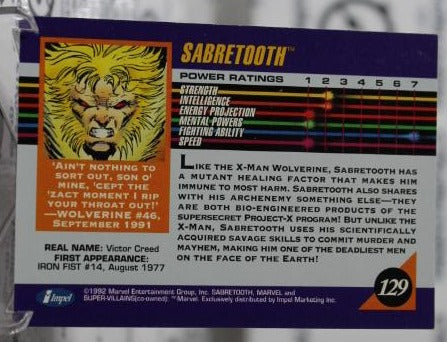 SABRETOOTH™
POWER RATINGS 1 2 3 4 5 6 7
STRENGTH
INTELLIGENCE
ENERGY PROJECTION
MENTAL POWERS
FIGHTING ABILITY
SPEED
'AIN'T NOTHING TO
SORT OUT, SON O'
MINE, 'CEPT THE
'ZACT MOMENT I RIP
YOUR THROAT OUT!'
—WOLVERINE #46,
SEPTEMBER 1991
REAL NAME: Victor Creed
FIRST APPEARANCE:
IRON FIST #14, August 1977
LIKE THE X-MAN WOLVERINE, SABRETOOTH HAS
A MUTANT HEALING FACTOR THAT MAKES HIM
IMMUNE TO MOST HARM. SABRETOOTH ALSO SHARES
WITH HIS ARCHENEMY SOMETHING ELSE—THEY
ARE BOTH BIO-ENGINEERED PRODUCTS OF THE
SUPERSECRET PROJECT-X PROGRAM! BUT UNLIKE THE
X-MAN, SABRETOOTH USES HIS SCIENTIFICALLY
ACQUIRED SAVAGE SKILLS TO COMMIT MURDER AND
MAYHEM, MAKING HIM ONE OF THE DEADLIEST MEN
ON THE FACE OF THE EARTH!
Impel
©1992 Marvel Entertainment Group, Inc. SABRETOOTH, MARVEL and
SUPER-VILLAINS(co-owned): ™Marvel. Exclusively distributed by Impel Marketing Inc.
129